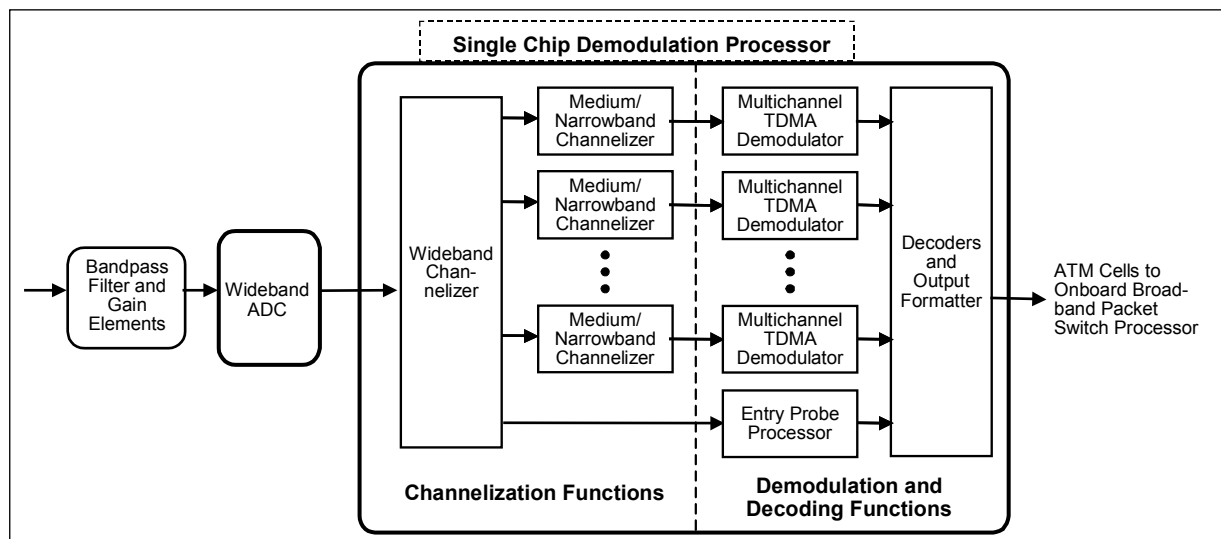 Single Chip Demodulation Processor
Medium/
Narrowband
Channelizer
Multichannel
TDMA
Demodulator
Medium/
Narrowband
Channelizer
Multichannel
TDMA
Demodulator
Bandpass
Filter and
Gain
Elements
Wideband
ADC
Wideband
Chan-
nelizer
Decoders
and
Output
Formatter
ATM Cells to
Onboard Broad-
band Packet
Switch Processor
Medium/
Narrowband
Channelizer
Multichannel
TDMA
Demodulator
Entry Probe
Processor
Channelization Functions
Demodulation and
Decoding Functions